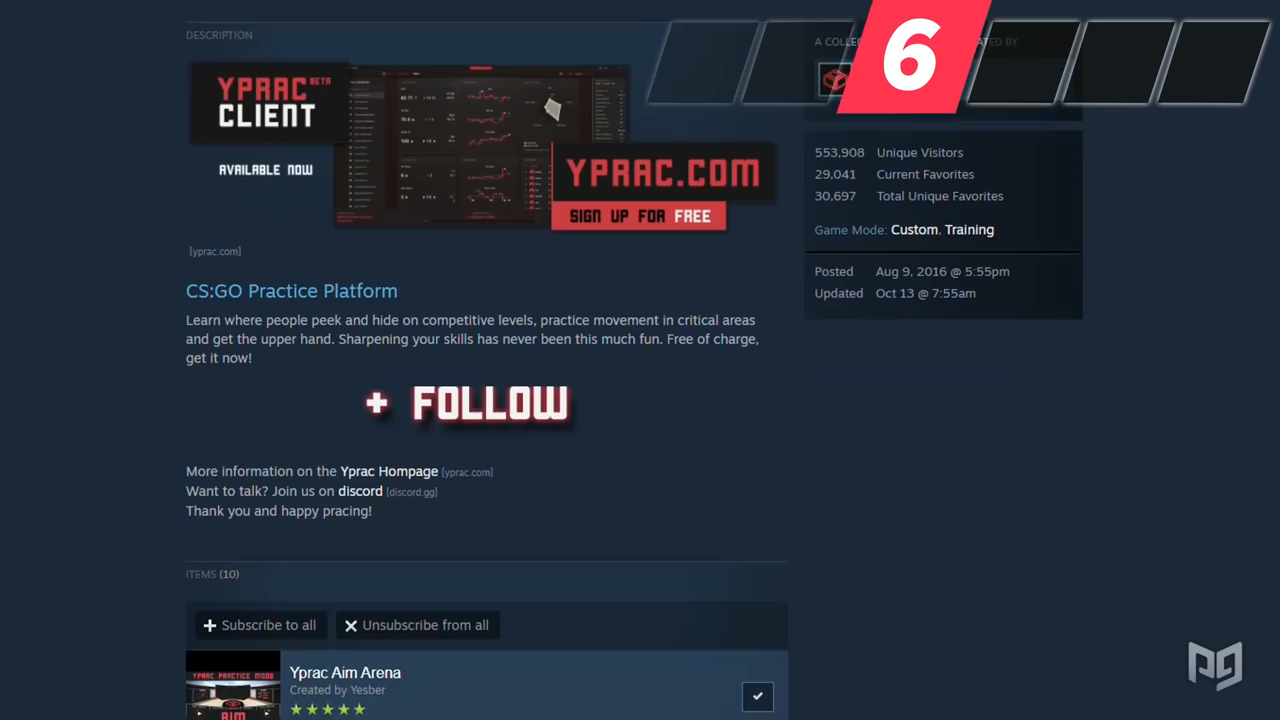 6
DESCRIPTION
A COLLE ATED BY
YPRAC BETA
CLIENT
AVAILABLE NOW
YPRAC.COM
SIGN UP FOR FREE
553,908 Unique Visitors
29,041 Current Favorites
30,697 Total Unique Favorites
Game Mode: Custom, Training
Posted Aug 9, 2016 @ 5:55pm
Updated Oct 13 @ 7:55am
[yprac.com]
CS:GO Practice Platform
Learn where people peek and hide on competitive levels, practice movement in critical areas
and get the upper hand. Sharpening your skills has never been this much fun. Free of charge,
get it now!
+ FOLLOW
More information on the Yprac Hompage [yprac.com]
Want to talk? Join us on discord [discord.gg]
Thank you and happy pracing!
ITEMS (10)
Subscribe to all
Unsubscribe from all
YPRAC PRACTICE MODE
AIM
Yprac Aim Arena
Created by Yesber
PG